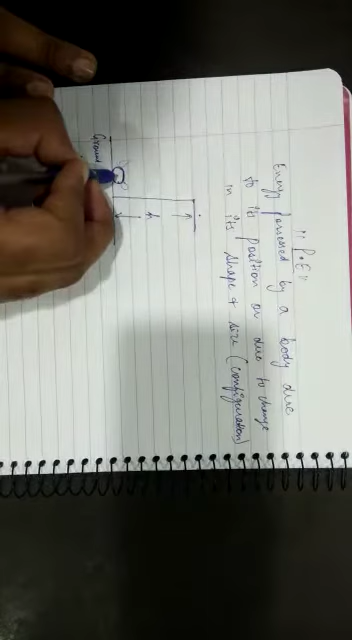 "P.E"
Energy possessed by a body due
to its position or due to change
in its shape & size (configuration)
h
Ground